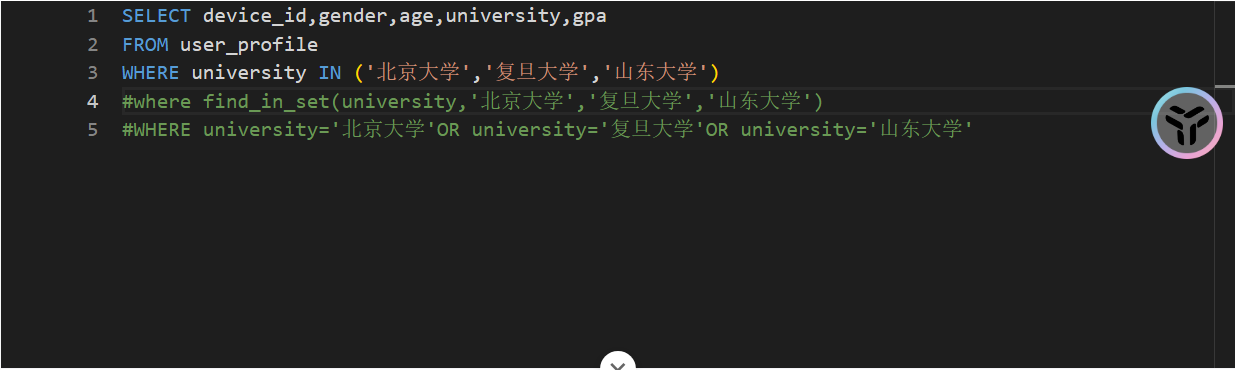 1 SELECT device_id,gender,age,university,gpa
2 FROM user_profile
3 WHERE university IN ('北京大学','复旦大学','山东大学')
4 #where find_in_set(university,'北京大学','复旦大学','山东大学')
5 #WHERE university='北京大学'OR university='复旦大学'OR university='山东大学'